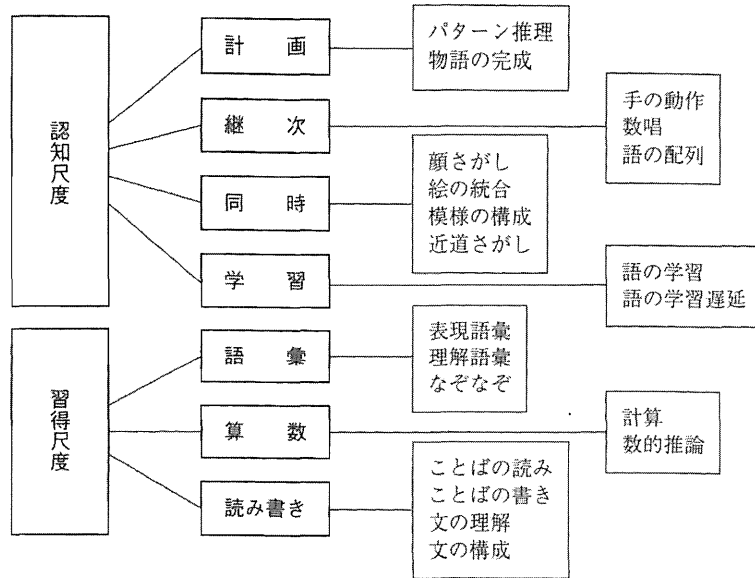 認知尺度
計画
パターン推理
物語の完成
継次
手の動作
数唱
語の配列
同時
顔さがし
絵の統合
模様の構成
近道さがし
学習
語の学習
語の学習遅延
習得尺度
語彙
表現語彙
理解語彙
なぞなぞ
算数
計算
数的推論
読み書き
ことばの読み
ことばの書き
文の理解
文の構成